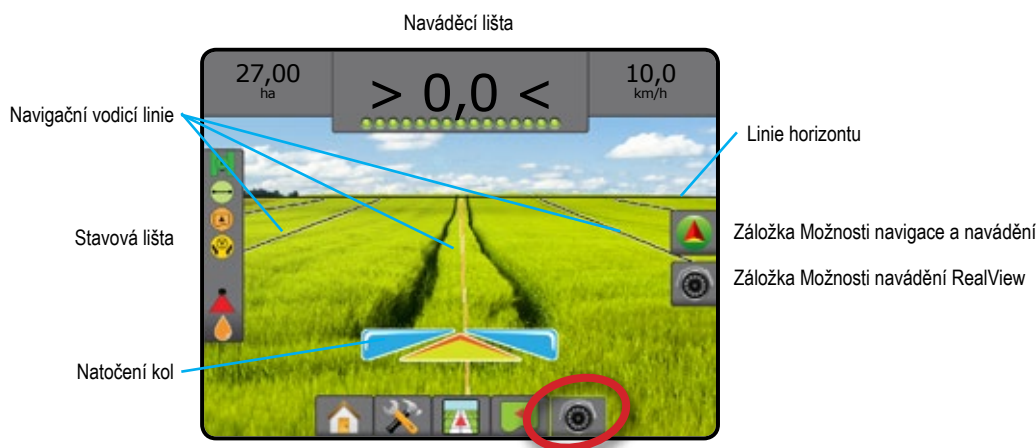 Naváděcí lišta
27,00
ha
> 0,0 <
10,0
km/h
Navigační vodicí linie
Linie horizontu
Stavová lišta
Záložka Možnosti navigace a navádění
Záložka Možnosti navádění RealView
Natočení kol